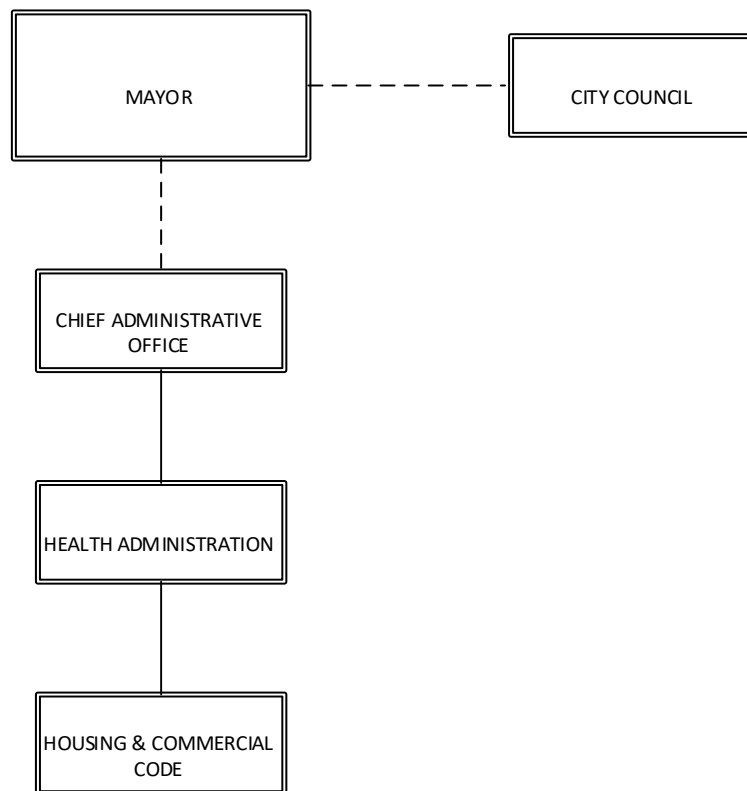 MAYOR
CITY COUNCIL
CHIEF ADMINISTRATIVE
OFFICE
HEALTH ADMINISTRATION
HOUSING & COMMERCIAL
CODE